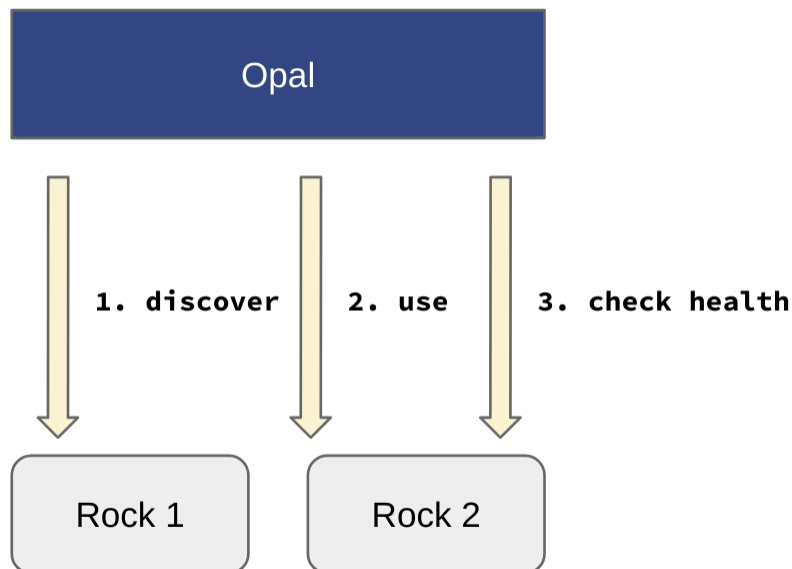 Opal
1. discover
2. use
3. check health
Rock 1
Rock 2